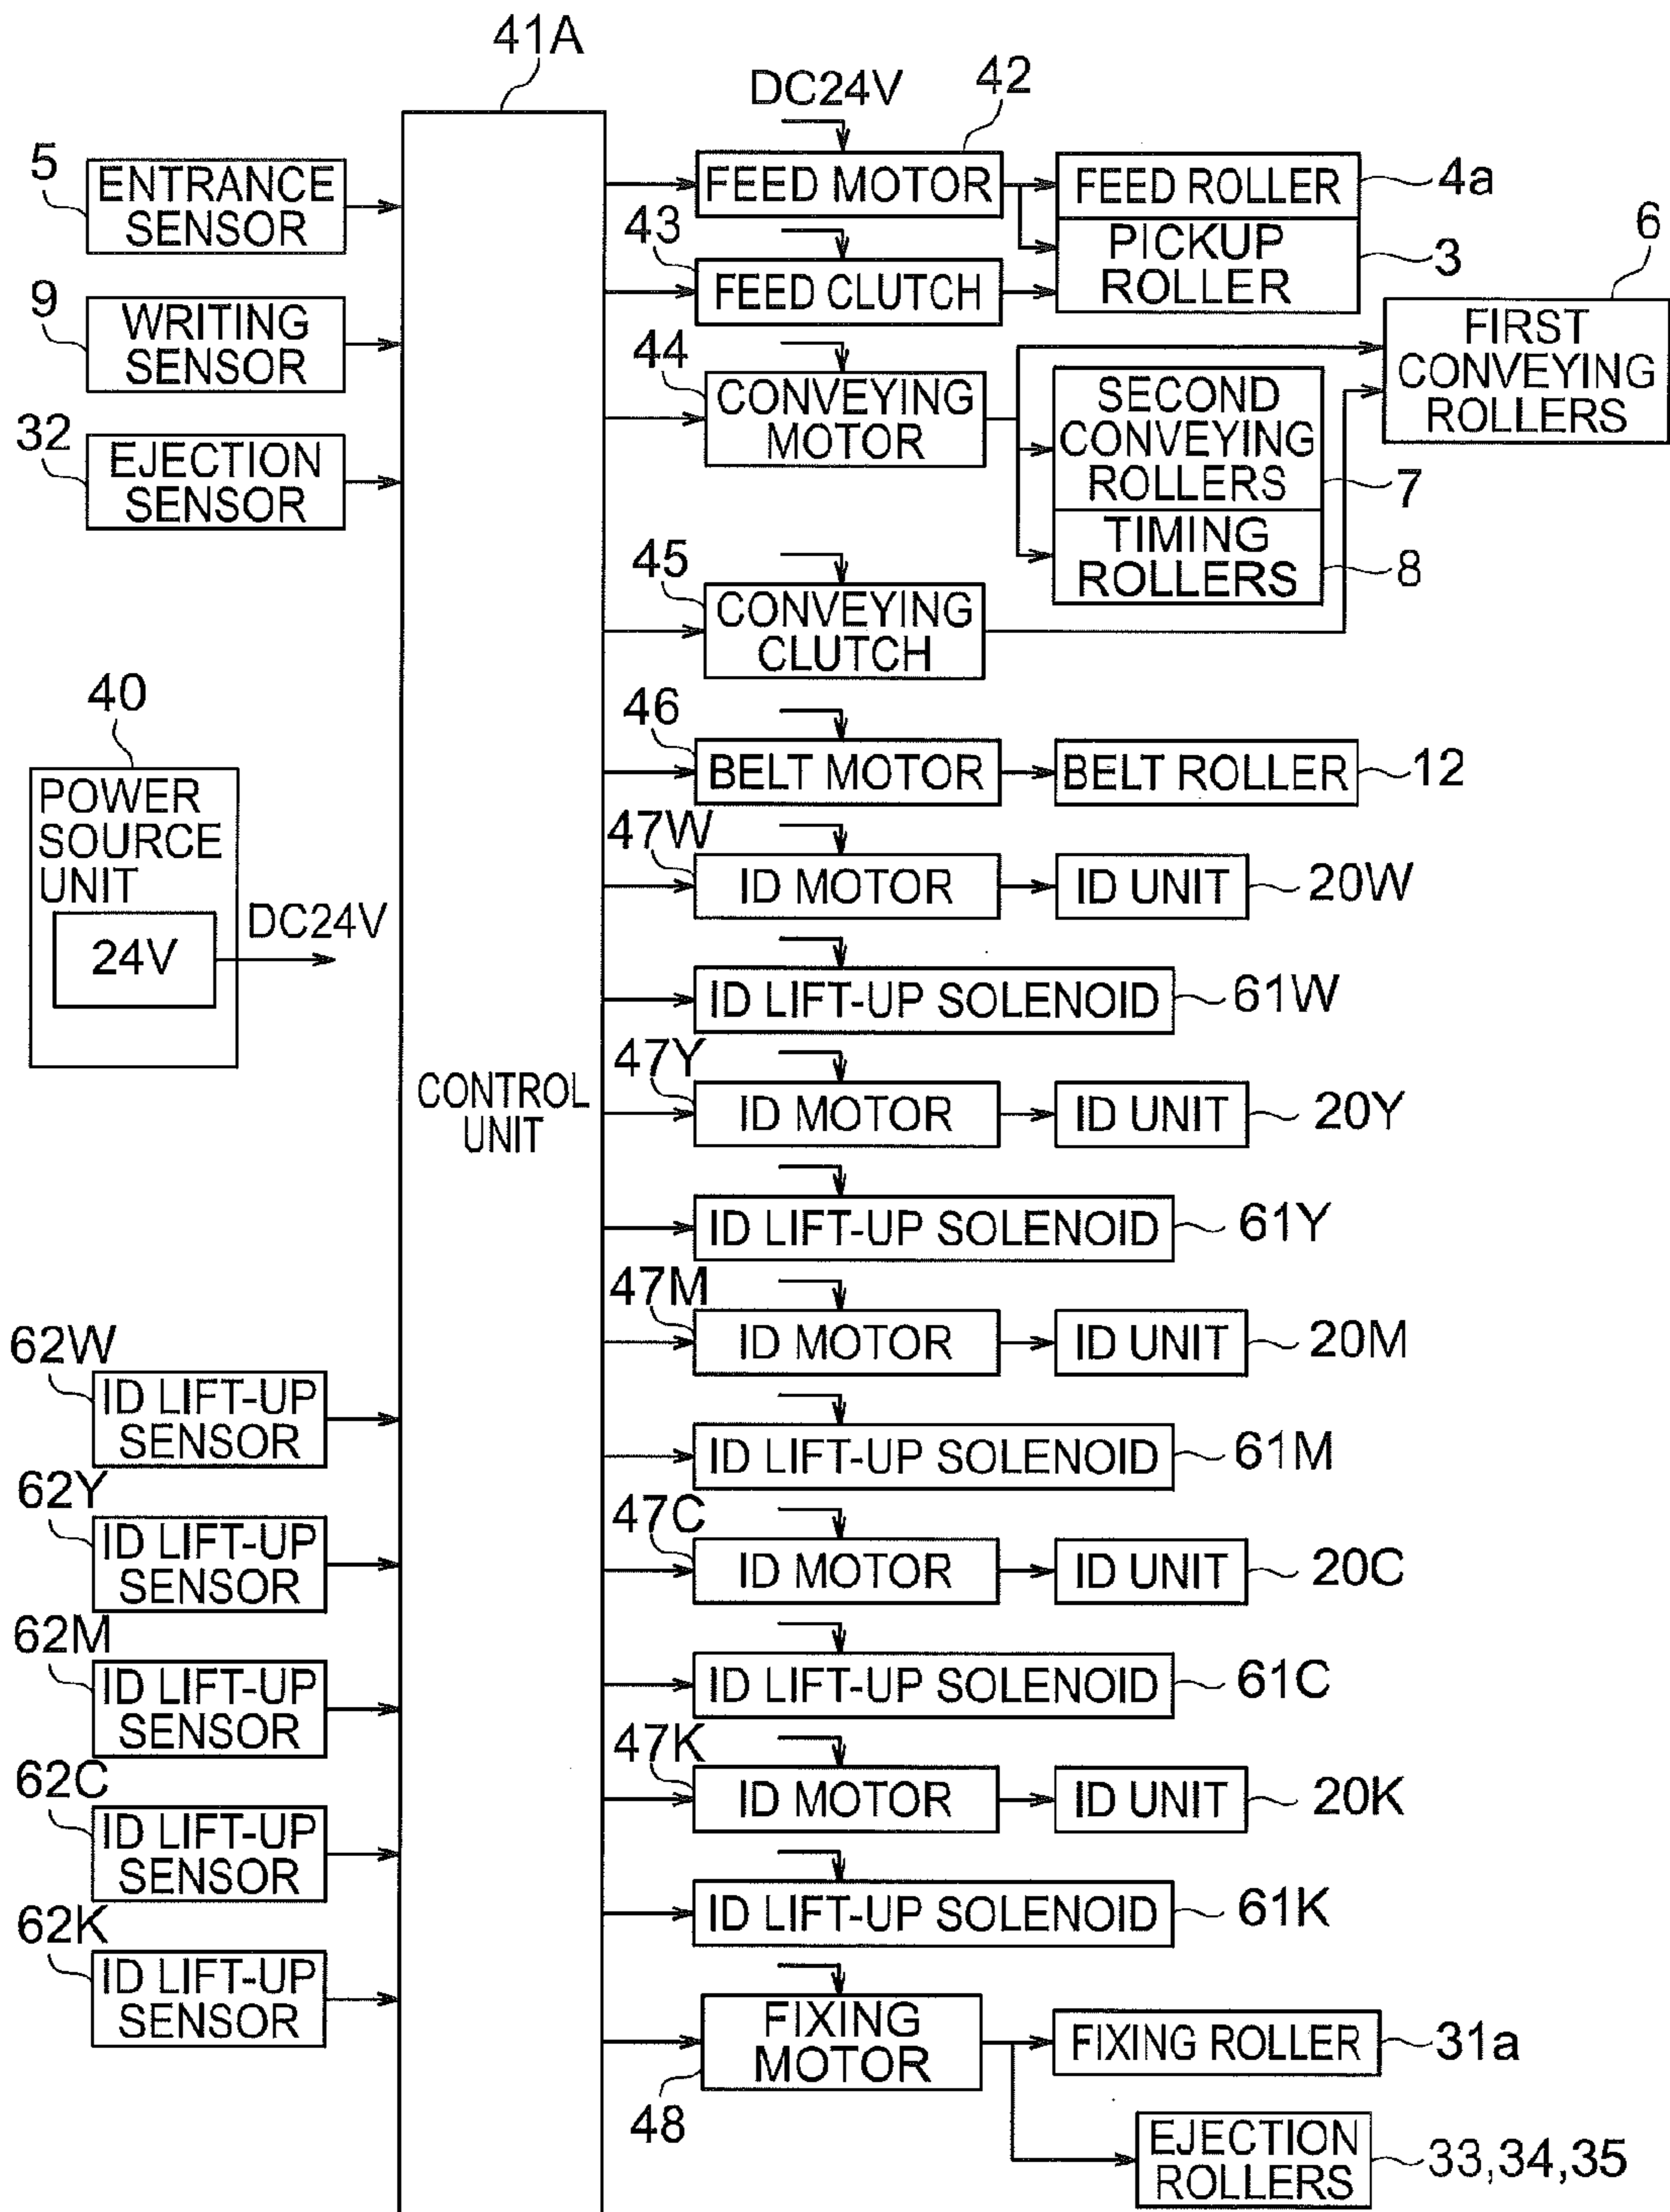 41A
5
ENTRANCE
SENSOR
9
WRITING
SENSOR
32
EJECTION
SENSOR
40
POWER
SOURCE
UNIT
24V
DC24V
62W
ID LIFT-UP
SENSOR
62Y
ID LIFT-UP
SENSOR
62M
ID LIFT-UP
SENSOR
62C
ID LIFT-UP
SENSOR
62K
ID LIFT-UP
SENSOR
CONTROL
UNIT
DC24V
42
FEED MOTOR
FEED ROLLER
4a
43
FEED CLUTCH
PICKUP
ROLLER
3
6
FIRST
CONVEYING
ROLLERS
44
CONVEYING
MOTOR
SECOND
CONVEYING
ROLLERS
7
TIMING
ROLLERS
8
45
CONVEYING
CLUTCH
46
BELT MOTOR
BELT ROLLER
12
47W
ID MOTOR
ID UNIT
20W
ID LIFT-UP SOLENOID
61W
47Y
ID MOTOR
ID UNIT
20Y
ID LIFT-UP SOLENOID
61Y
47M
ID MOTOR
ID UNIT
20M
ID LIFT-UP SOLENOID
61M
47C
ID MOTOR
ID UNIT
20C
ID LIFT-UP SOLENOID
61C
47K
ID MOTOR
ID UNIT
20K
ID LIFT-UP SOLENOID
61K
FIXING
MOTOR
48
FIXING ROLLER
31a
EJECTION
ROLLERS
33,34,35